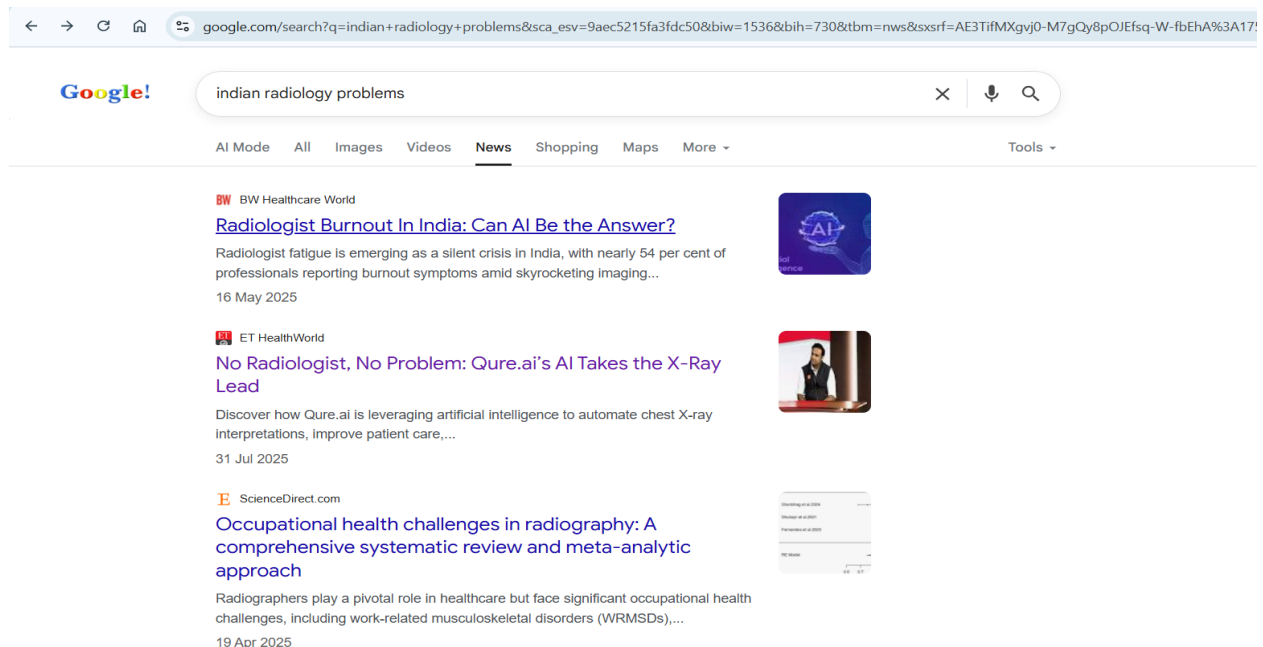 google.com/search?q=indian+radiology+problems&sca_esv=9aec5215fa3fdc50&biw=1536&bih=730&tbm=nws&sxsrf=AE3TifMXgvj0-M7gQy8pOJEfsq-W-fbEhA%3A175
Google!
indian radiology problems
AI Mode All Images Videos News Shopping Maps More Tools
BW BW Healthcare World
Radiologist Burnout In India: Can AI Be the Answer?
Radiologist fatigue is emerging as a silent crisis in India, with nearly 54 per cent of
professionals reporting burnout symptoms amid skyrocketing imaging...
16 May 2025
AI
ET ET HealthWorld
No Radiologist, No Problem: Qure.ai's AI Takes the X-Ray
Lead
Discover how Qure.ai is leveraging artificial intelligence to automate chest X-ray
interpretations, improve patient care,...
31 Jul 2025
E ScienceDirect.com
Occupational health challenges in radiography: A
comprehensive systematic review and meta-analytic
approach
Radiographers play a pivotal role in healthcare but face significant occupational health
challenges, including work-related musculoskeletal disorders (WRMSDs),...
19 Apr 2025